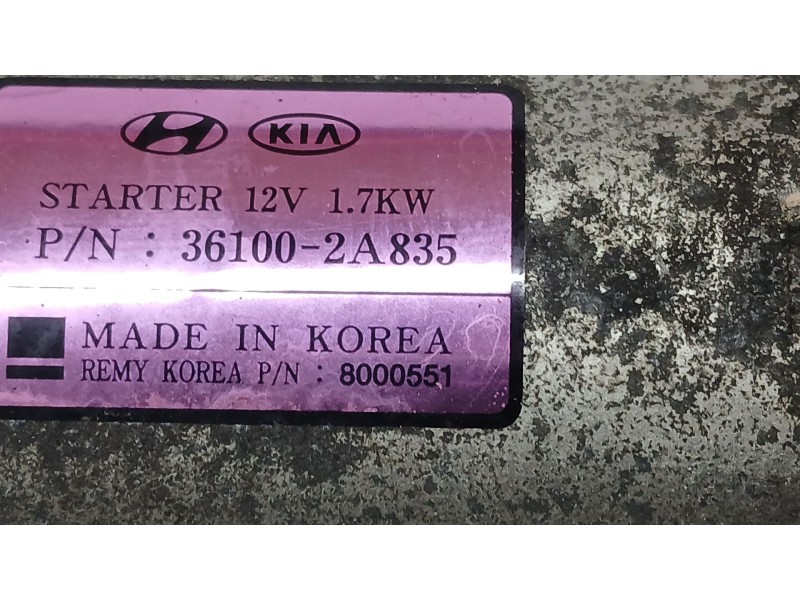 KIA
STARTER 12V 1.7KW
P/N : 36100-2A835
MADE IN KOREA
REMY KOREA P/N : 8000551